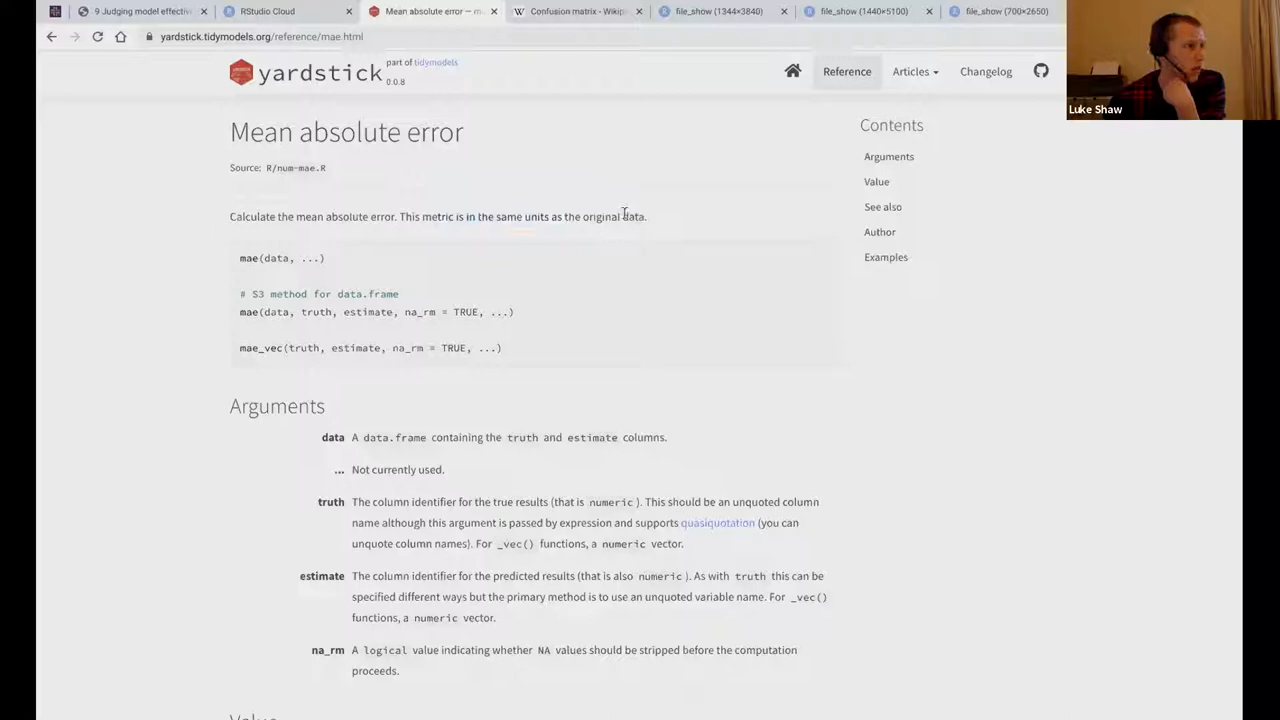 9 Judging model effective
RStudio Cloud
Mean absolute error — m
Confusion matrix - Wikip
file_show (1344×3840)
file_show (1440×5100)
file_show (700×2650)
yardstick.tidymodels.org/reference/mae.html
yardstick
part of tidymodels
0.0.8
Reference
Articles
Changelog
Luke Shaw
Mean absolute error
Source: R/num-mae.R
Calculate the mean absolute error. This metric is in the same units as the original data.
mae(data, ...)
# S3 method for data.frame
mae(data, truth, estimate, na_rm = TRUE, ...)
mae_vec(truth, estimate, na_rm = TRUE, ...)
Arguments
data A data.frame containing the truth and estimate columns.
... Not currently used.
truth The column identifier for the true results (that is numeric ). This should be an unquoted column
name although this argument is passed by expression and supports quasiquotation (you can
unquote column names). For _vec() functions, a numeric vector.
estimate The column identifier for the predicted results (that is also numeric ). As with truth this can be
specified different ways but the primary method is to use an unquoted variable name. For _vec()
functions, a numeric vector.
na_rm A logical value indicating whether NA values should be stripped before the computation
proceeds.
Value
Contents
Arguments
Value
See also
Author
Examples